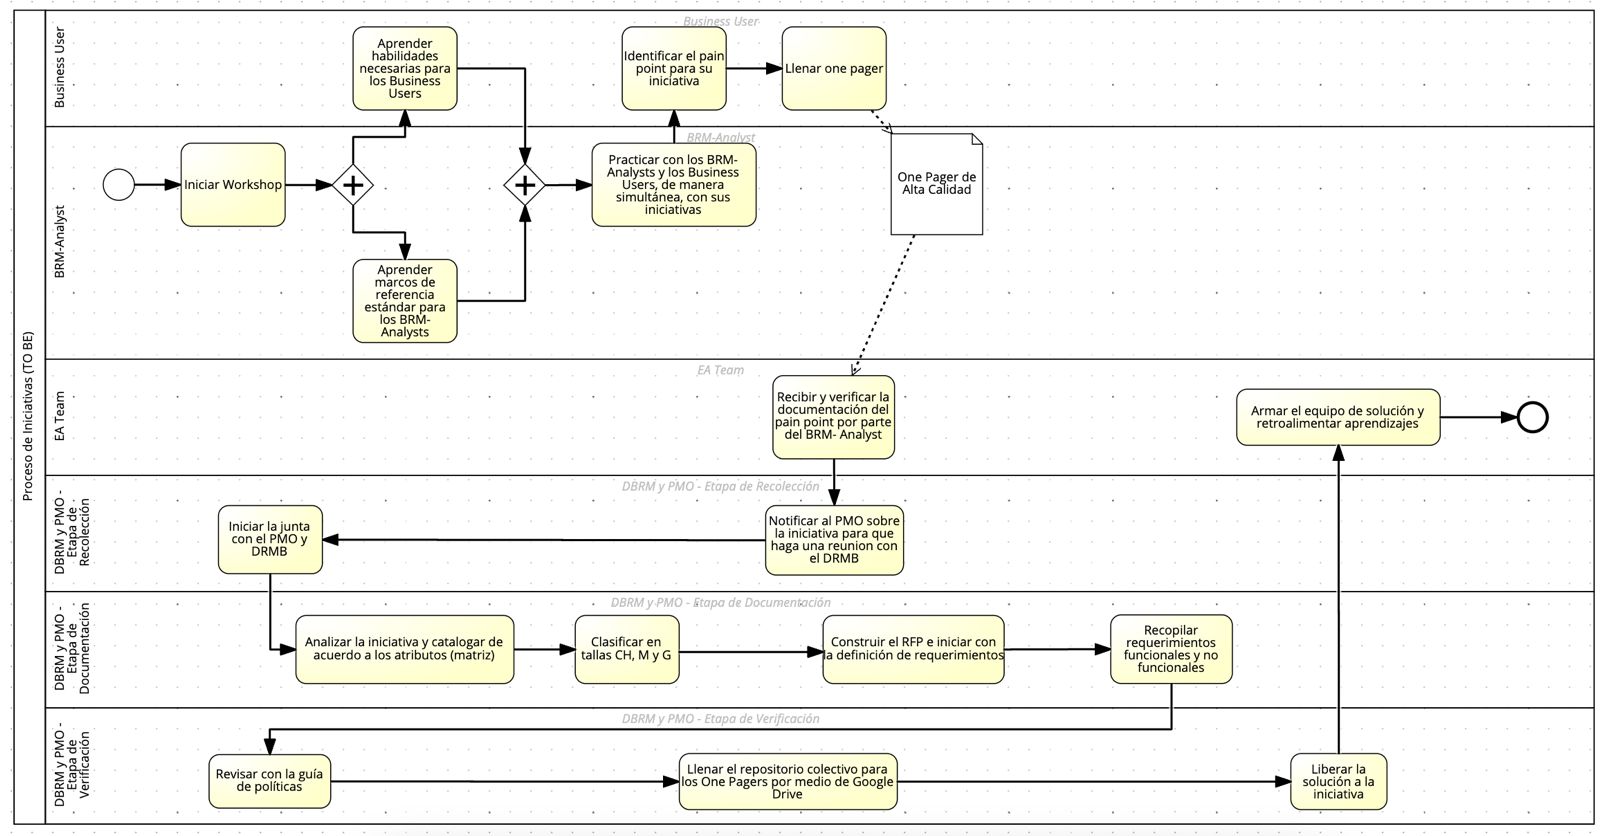 Proceso de Iniciativas (TO BE)
Business User
Business User
Aprender
habilidades
necesarias para
los Business
Users
Identificar el pain
point para su
iniciativa
Llenar one pager
BRM-Analyst
BRM-Analyst
Iniciar Workshop
Practicar con los BRM-
Analysts y los Business
Users, de manera
simultánea, con sus
iniciativas
One Pager de
Alta Calidad
Aprender
marcos de
referencia
estándar para
los BRM-
Analysts
EA Team
EA Team
Recibir y verificar la
documentación del
pain point por parte
del BRM- Analyst
Armar el equipo de solución y
retroalimentar aprendizajes
DBRM y PMO -
Etapa de
Recolección
DBRM y PMO - Etapa de Recolección
Iniciar la junta
con el PMO y
DRMB
Notificar al PMO sobre
la iniciativa para que
haga una reunion con
el DRMB
DBRM y PMO -
Etapa de
Documentación
DBRM y PMO - Etapa de Documentación
Analizar la iniciativa y catalogar de
acuerdo a los atributos (matriz)
Clasificar en
tallas CH, M y G
Construir el RFP e iniciar con
la definición de requerimientos
Recopilar
requerimientos
funcionales y no
funcionales
DBRM y PMO -
Etapa de
Verificación
DBRM y PMO - Etapa de Verificación
Revisar con la guía
de políticas
Llenar el repositorio colectivo para
los One Pagers por medio de Google
Drive
Liberar la
solución a la
iniciativa